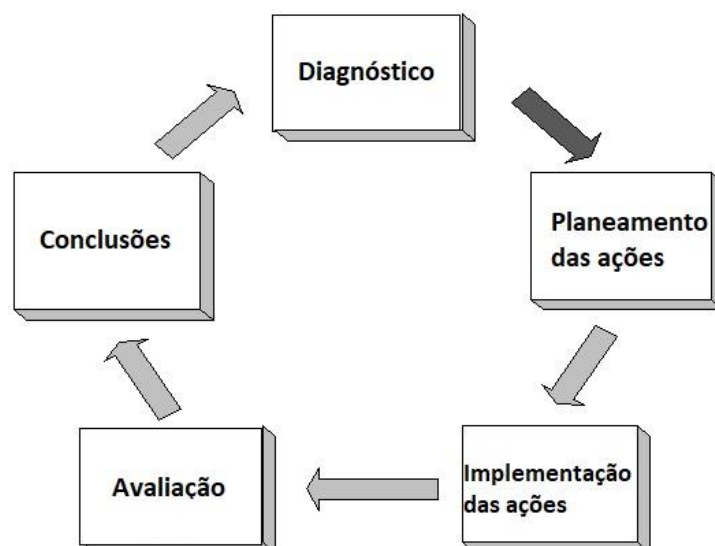 Diagnóstico
Planeamento
das ações
Implementação
das ações
Avaliação
Conclusões